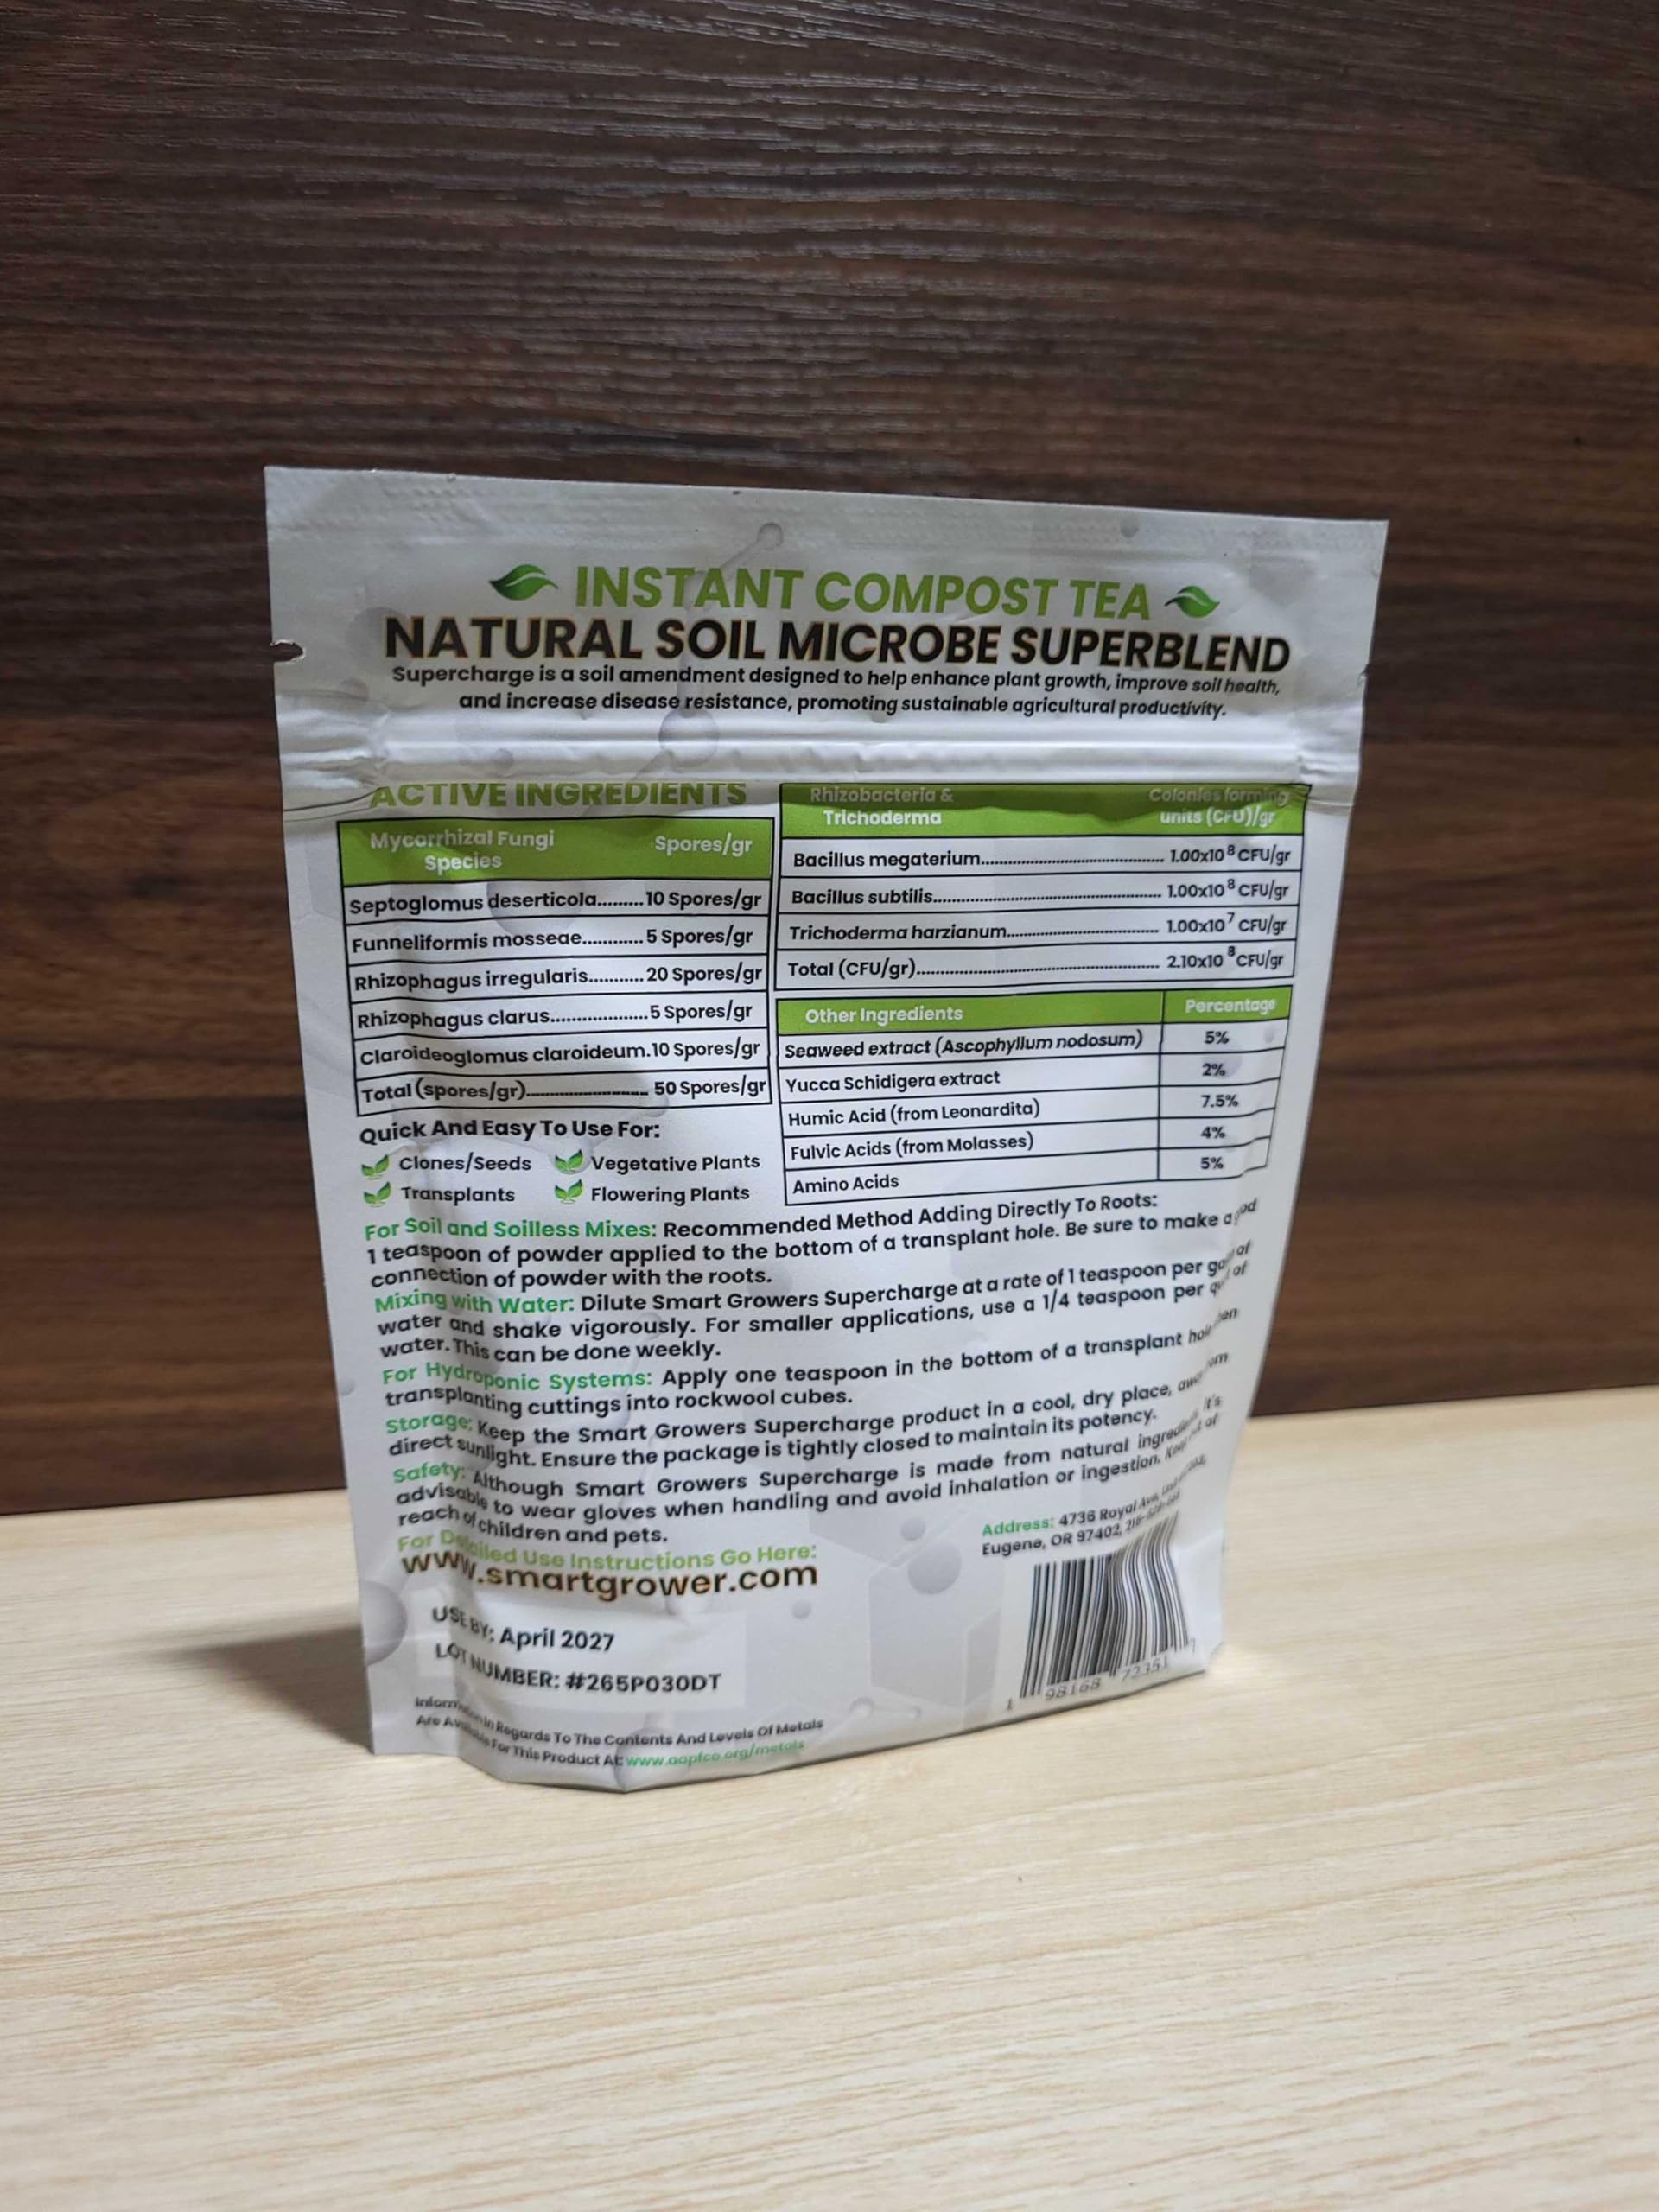 INSTANT COMPOST TEA
NATURAL SOIL MICROBE SUPERBLEND
Supercharge is a soil amendment designed to help enhance plant growth, improve soil health,
and increase disease resistance, promoting sustainable agricultural productivity.
ACTIVE INGREDIENTS
Mycorrhizal Fungi Species Spores/gr
Septoglomus deserticola......... 10 Spores/gr
Funneliformis mosseae............ 5 Spores/gr
Rhizophagus irregularis........... 20 Spores/gr
Rhizophagus clarus................... 5 Spores/gr
Claroideoglomus claroideum. 10 Spores/gr
Total (spores/gr)........................ 50 Spores/gr
Rhizobacteria & Trichoderma Colonies forming units (CFU)/gr
Bacillus megaterium.................................... 1.00x10⁸ CFU/gr
Bacillus subtilis............................................. 1.00x10⁸ CFU/gr
Trichoderma harzianum.............................. 1.00x10⁷ CFU/gr
Total (CFU/gr)................................................ 2.10x10⁸ CFU/gr
Other Ingredients Percentage
Seaweed extract (Ascophyllum nodosum) 5%
Yucca Schidigera extract 2%
Humic Acid (from Leonardita) 7.5%
Fulvic Acids (from Molasses) 4%
Amino Acids 5%
Quick And Easy To Use For:
Clones/Seeds Vegetative Plants
Transplants Flowering Plants
For Soil and Soilless Mixes: Recommended Method Adding Directly To Roots:
1 teaspoon of powder applied to the bottom of a transplant hole. Be sure to make a
connection of powder with the roots.
Mixing with Water: Dilute Smart Growers Supercharge at a rate of 1 teaspoon per of
water and shake vigorously. For smaller applications, use a 1/4 teaspoon per of
water. This can be done weekly.
For Hydroponic Systems: Apply one teaspoon in the bottom of a transplant
transplanting cuttings into rockwool cubes.
Storage: Keep the Smart Growers Supercharge product in a cool, dry place,
direct sunlight. Ensure the package is tightly closed to maintain its potency.
Safety: Although Smart Growers Supercharge is made from natural It's
advisable to wear gloves when handling and avoid inhalation or ingestion. Keep of
reach of children and pets.
For Detailed Use Instructions Go Here:
www.smartgrower.com
Address: 4736 Royal Ave,
Eugene, OR 97402,
USE BY: April 2027
LOT NUMBER: #265P030DT
1 98168 72351 7
Information In Regards To The Contents And Levels Of Metals
Are Available For This Product At: www.aapfco.org/metals